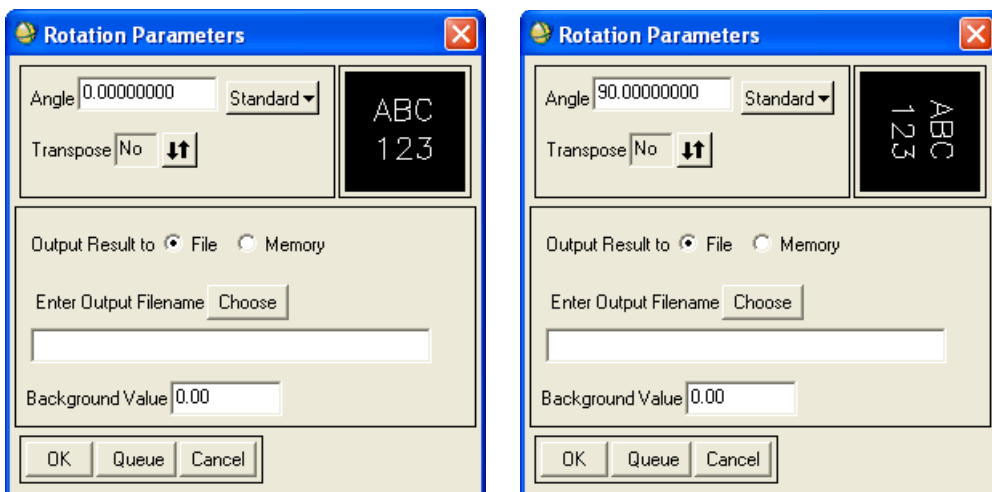 Rotation Parameters
Angle 0.00000000 Standard
ABC
123
Transpose No
Output Result to File Memory
Enter Output Filename Choose
Background Value 0.00
OK Queue Cancel
Rotation Parameters
Angle 90.00000000 Standard
ABC
123
Transpose No
Output Result to File Memory
Enter Output Filename Choose
Background Value 0.00
OK Queue Cancel